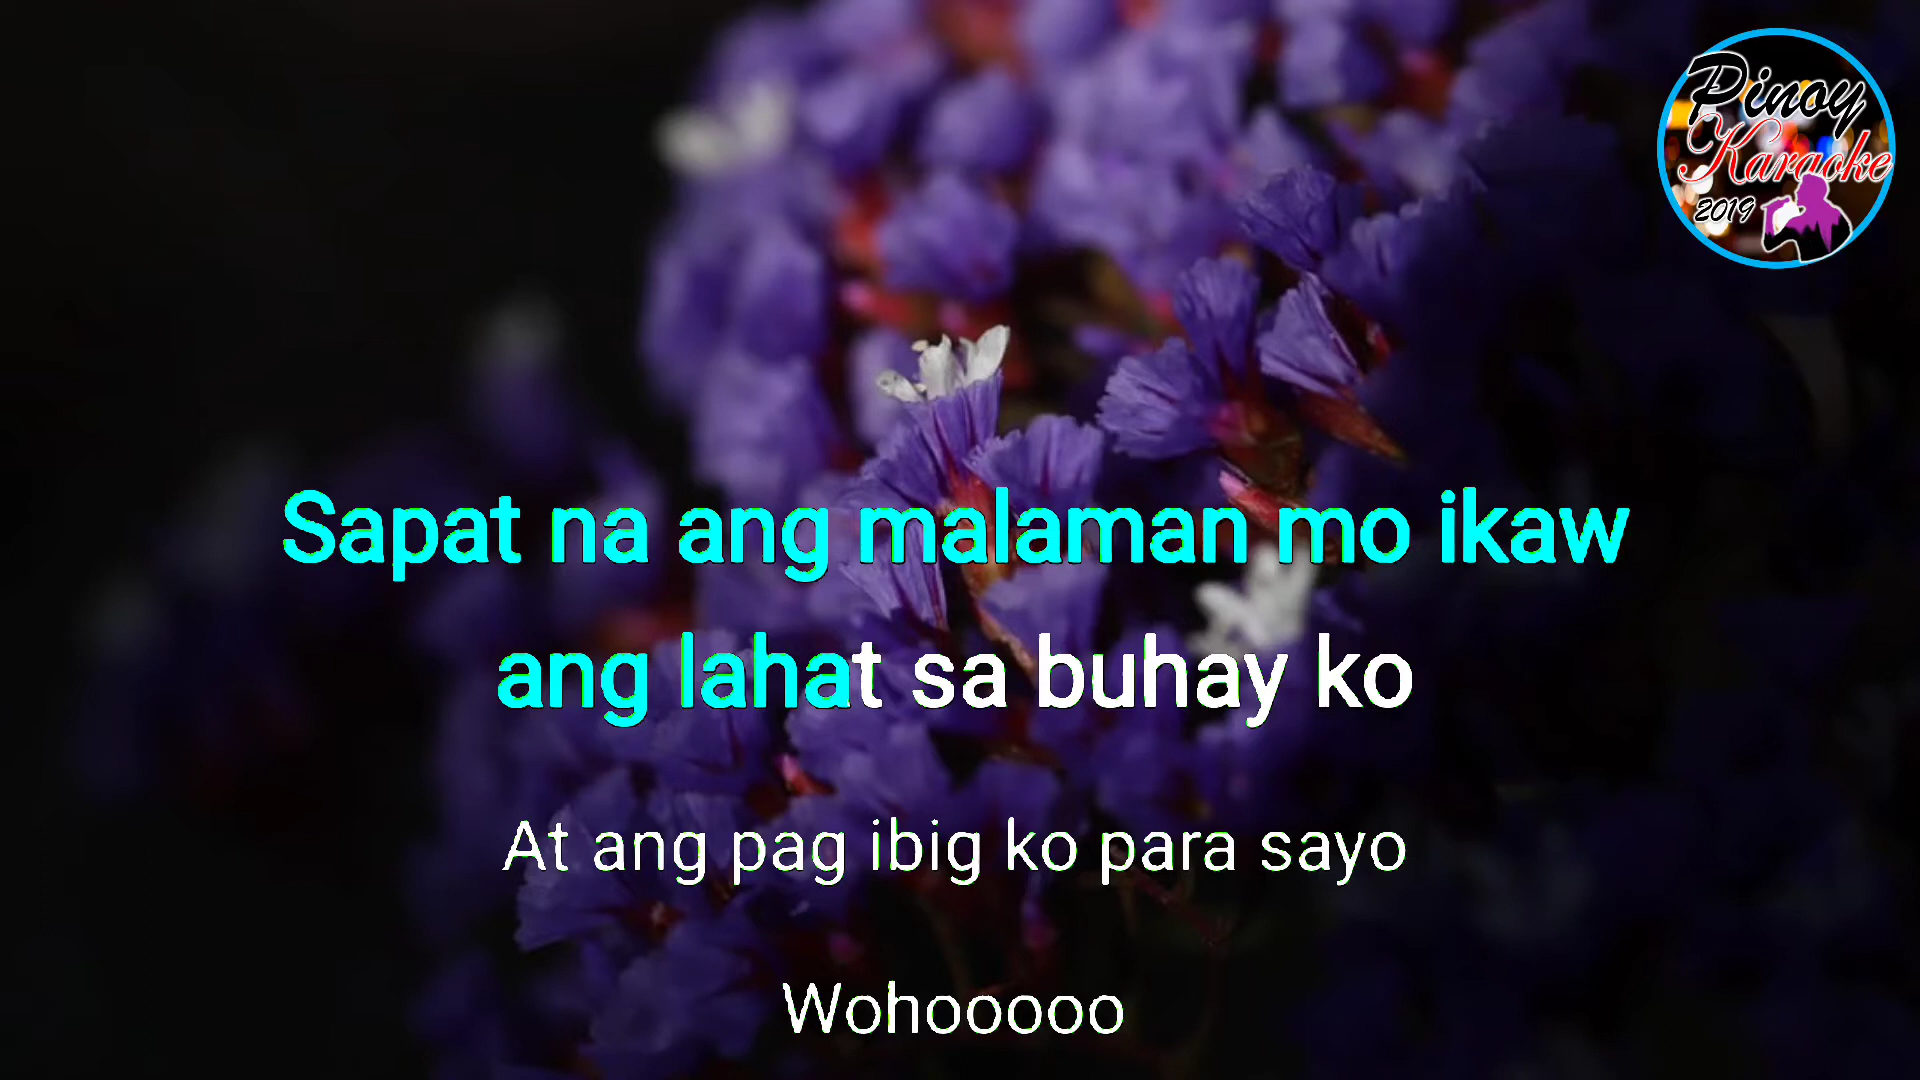 Pinoy
Karaoke
2019
Sapat na ang malaman mo ikaw
ang lahat sa buhay ko
At ang pag ibig ko para sayo
Wohooooo